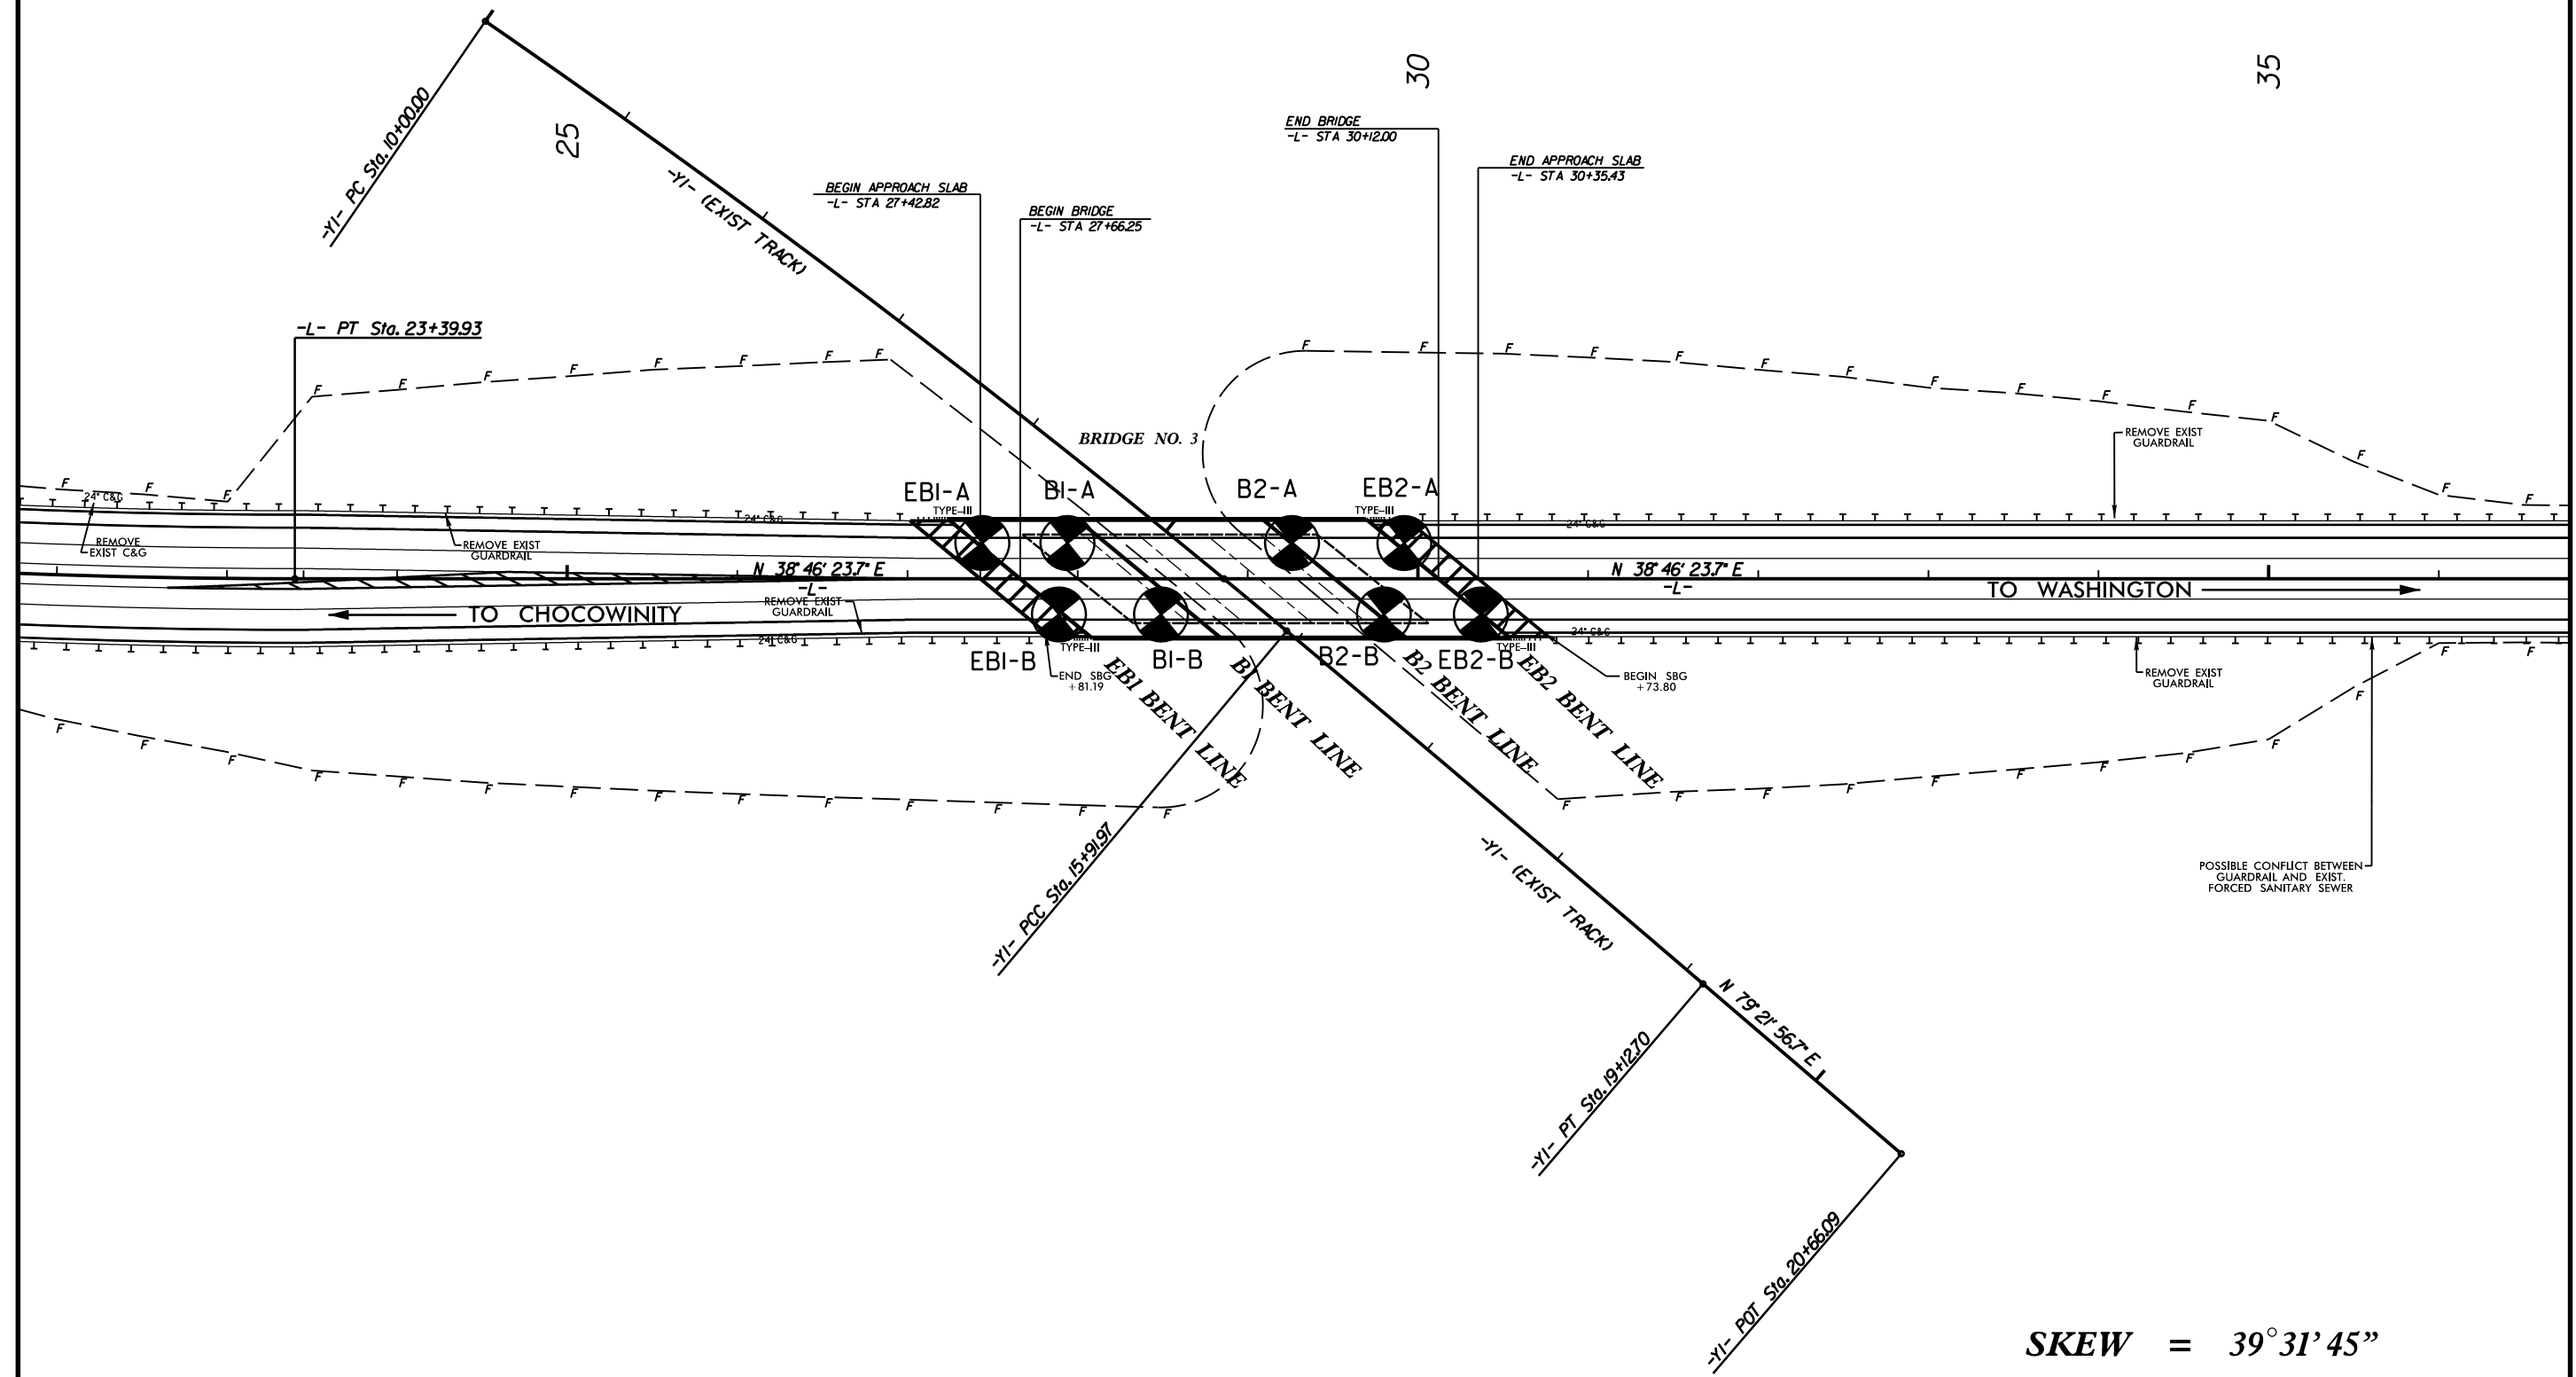 30
35
25
-Y1- PC Sta. 10+00.00
END BRIDGE
-L- STA 30+12.00
END APPROACH SLAB
-L- STA 30+35.43
BEGIN APPROACH SLAB
-L- STA 27+42.82
BEGIN BRIDGE
-L- STA 27+66.25
-Y1- (EXIST TRACK)
-L- PT Sta. 23+39.93
F F F F F F F F
F F F F F F F F F F F F F F F
BRIDGE NO. 3
REMOVE EXIST
GUARDRAIL
F F F
24" C&G
EB1-A
B1-A
B2-A
EB2-A
TYPE-III
TYPE-III
24" C&G
24" C&G
REMOVE
EXIST C&G
REMOVE EXIST
GUARDRAIL
N 38° 46' 23.7" E
-L-
N 38° 46' 23.7" E
-L-
TO WASHINGTON
TO CHOCOWINITY
REMOVE EXIST
GUARDRAIL
24" C&G
24" C&G
TYPE-III
TYPE-III
EB1-B
B1-B
B2-B
EB2-B
END SBG
+81.19
BEGIN SBG
+73.80
REMOVE EXIST
GUARDRAIL
EB1 BENT LINE
B1 BENT LINE
B2 BENT LINE
EB2 BENT LINE
F F F F F F F F F F F F F F
F F F F F F F F F F F F
-Y1- PCC Sta. 15+91.97
-Y1- (EXIST TRACK)
POSSIBLE CONFLICT BETWEEN
GUARDRAIL AND EXIST.
FORCED SANITARY SEWER
N 79° 21' 56.7" E
-Y1- PT Sta. 19+12.70
-Y1- POT Sta. 20+66.09
SKEW = 39° 31' 45"